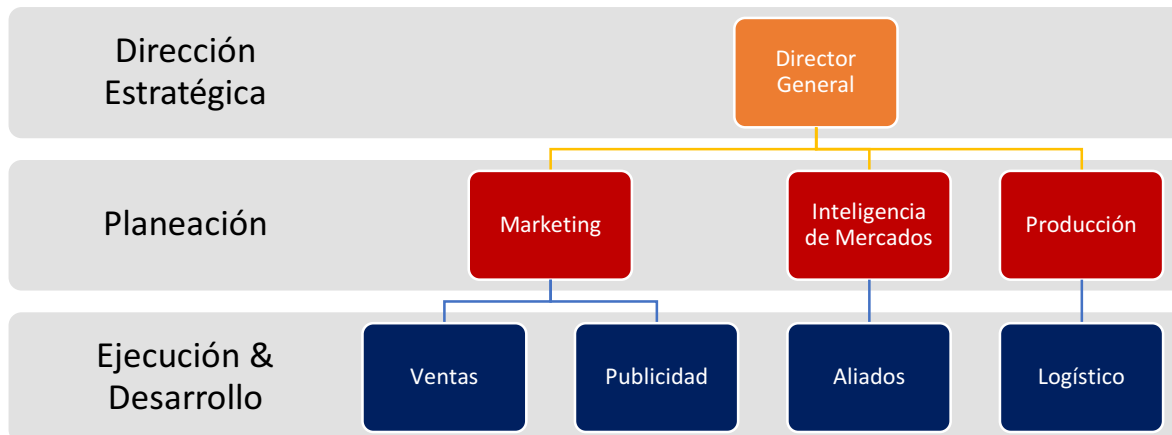 Dirección
Estratégica
Director
General
Planeación
Marketing
Inteligencia
de Mercados
Producción
Ejecución &
Desarrollo
Ventas
Publicidad
Aliados
Logístico